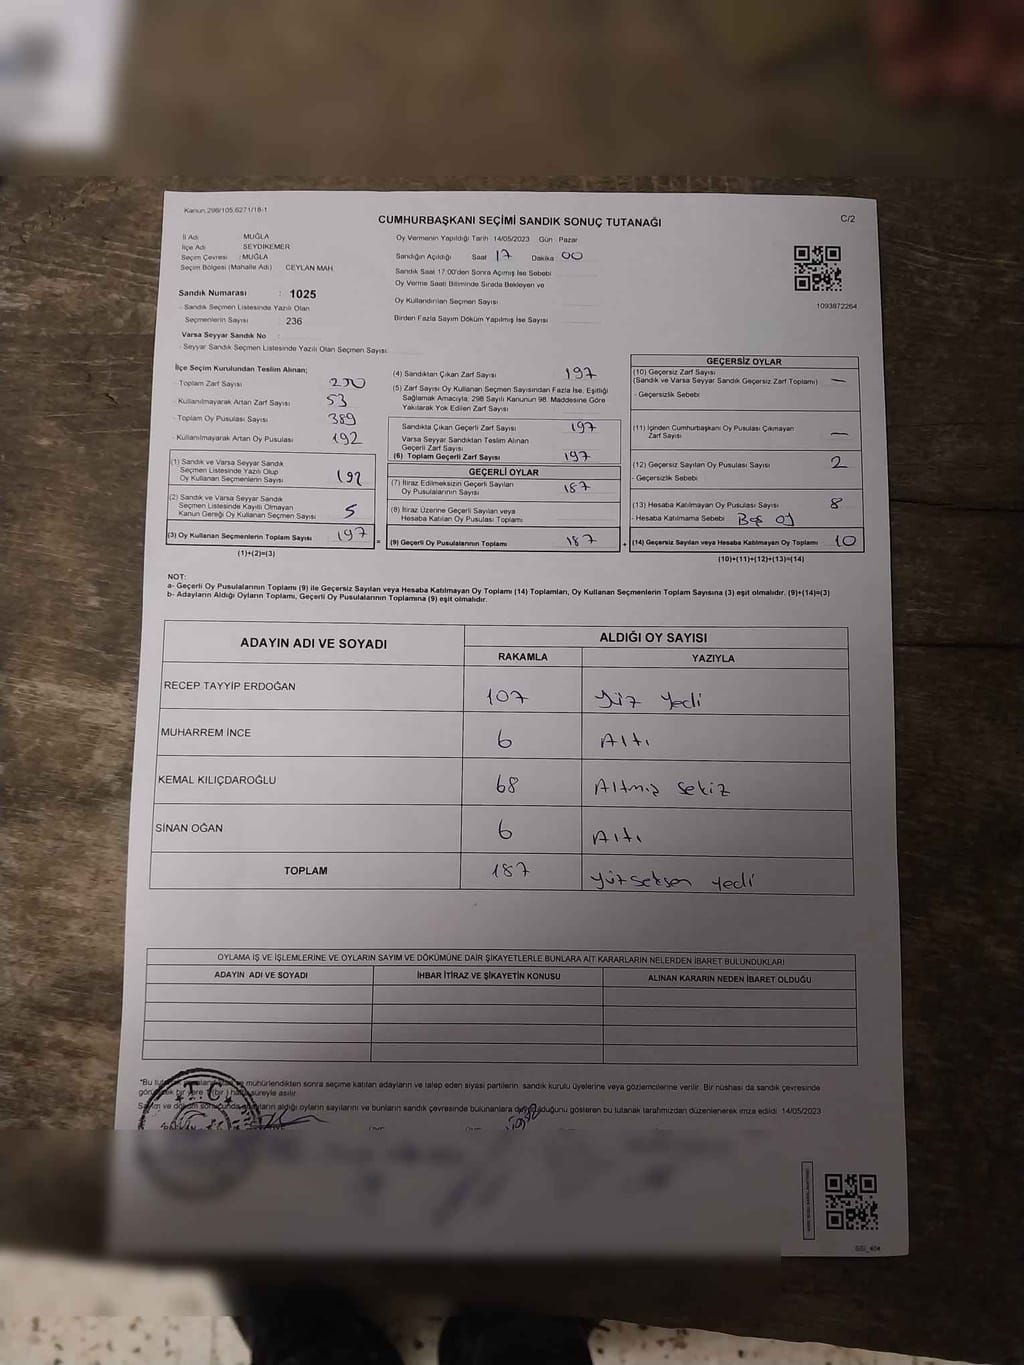 Kanun:298/105,6271/18-1
CUMHURBAŞKANI SEÇİMİ SANDIK SONUÇ TUTANAĞI
C/2
İl Adı MUĞLA
İlçe Adı SEYDİKEMER
Seçim Çevresi : MUĞLA
Seçim Bölgesi (Mahalle Adı) CEYLAN MAH
Sandık Numarası : 1025
- Sandık Seçmen Listesinde Yazılı Olan
Seçmenlerin Sayısı : 236
Varsa Seyyar Sandık No
- Seyyar Sandık Seçmen Listesinde Yazılı Olan Seçmen Sayısı
Oy Vermenin Yapıldığı Tarih 14/05/2023 Gün Pazar
Sandığın Açıldığı Saat 17 Dakika 00
Sandık Saat 17:00'den Sonra Açılmış İse Sebebi
Oy Verme Saati Bitiminde Sırada Bekleyen ve
Oy Kullandırılan Seçmen Sayısı
Birden Fazla Sayım Döküm Yapılmış İse Sayısı
1093872264
İlçe Seçim Kurulundan Teslim Alınan;
- Toplam Zarf Sayısı 250
- Kullanılmayarak Artan Zarf Sayısı 53
- Toplam Oy Pusulası Sayısı 389
- Kullanılmayarak Artan Oy Pusulası 192
(1) Sandık ve Varsa Seyyar Sandık
Seçmen Listesinde Yazılı Olup
Oy Kullanan Seçmenlerin Sayısı 192
(2) Sandık ve Varsa Seyyar Sandık
Seçmen Listesinde Kayıtlı Olmayan
Kanun Gereği Oy Kullanan Seçmen Sayısı 5
(3) Oy Kullanan Seçmenlerin Toplam Sayısı 197
(1)+(2)=(3)
=
(4) Sandıktan Çıkan Zarf Sayısı 197
(5) Zarf Sayısı Oy Kullanan Seçmen Sayısından Fazla İse, Eşitliği
Sağlamak Amacıyla; 298 Sayılı Kanunun 98. Maddesine Göre
Yakılarak Yok Edilen Zarf Sayısı
Sandıkta Çıkan Geçerli Zarf Sayısı 197
Varsa Seyyar Sandıktan Teslim Alınan
Geçerli Zarf Sayısı
(6) Toplam Geçerli Zarf Sayısı 197
GEÇERLİ OYLAR
(7) İtiraz Edilmeksizin Geçerli Sayılan
Oy Pusulalarının Sayısı 187
(8) İtiraz Üzerine Geçerli Sayılan veya
Hesaba Katılan Oy Pusulası Toplamı
(9) Geçerli Oy Pusulalarının Toplamı 187
+
GEÇERSİZ OYLAR
(10) Geçersiz Zarf Sayısı
(Sandık ve Varsa Seyyar Sandık Geçersiz Zarf Toplamı) —
- Geçersizlik Sebebi
(11) İçinden Cumhurbaşkanı Oy Pusulası Çıkmayan
Zarf Sayısı —
(12) Geçersiz Sayılan Oy Pusulası Sayısı 2
- Geçersizlik Sebebi
(13) Hesaba Katılmayan Oy Pusulası Sayısı 8
- Hesaba Katılmama Sebebi Boş oy
(14) Geçersiz Sayılan veya Hesaba Katılmayan Oy Toplamı 10
(10)+(11)+(12)+(13)=(14)
NOT:
a- Geçerli Oy Pusulalarının Toplamı (9) ile Geçersiz Sayılan veya Hesaba Katılmayan Oy Toplamı (14) Toplamları, Oy Kullanan Seçmenlerin Toplam Sayısına (3) eşit olmalıdır. (9)+(14)=(3)
b- Adayların Aldığı Oyların Toplamı, Geçerli Oy Pusulalarının Toplamına (9) eşit olmalıdır.
ADAYIN ADI VE SOYADI
ALDIĞI OY SAYISI
RAKAMLA YAZIYLA
RECEP TAYYİP ERDOĞAN 107 Yüz Yedi
MUHARREM İNCE 6 Altı
KEMAL KILIÇDAROĞLU 68 Altmış Sekiz
SİNAN OĞAN 6 Altı
TOPLAM 187 Yüzseksen Yedi
OYLAMA İŞ VE İŞLEMLERİNE VE OYLARIN SAYIM VE DÖKÜMÜNE DAİR ŞİKAYETLERLE BUNLARA AİT KARARLARIN NELERDEN İBARET BULUNDUKLARI
ADAYIN ADI VE SOYADI İHBAR İTİRAZ VE ŞİKAYETİN KONUSU ALINAN KARARIN NEDEN İBARET OLDUĞU
*Bu mühürlendikten sonra seçime katılan adayların ve talep eden siyasi partilerin sandık kurulu üyelerine veya gözlemcilerine verilir. Bir nüshası da sandık çevresinde
süreyle asılır.
Sayım ve döküm aldığı oyların sayılarını ve bunların sandık çevresinde bulunanlara gösteren bu tutanak tarafımızdan düzenlenerek imza edildi. 14/05/2023
T.C.